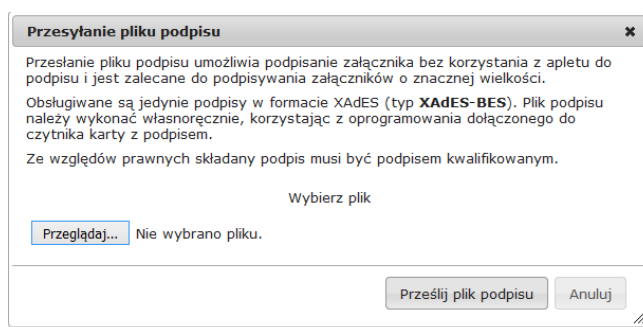 Przesyłanie pliku podpisu
Przesłanie pliku podpisu umożliwia podpisanie załącznika bez korzystania z apletu do
podpisu i jest zalecane do podpisywania załączników o znacznej wielkości.
Obsługiwane są jedynie podpisy w formacie XAdES (typ XAdES-BES). Plik podpisu
należy wykonać własnoręcznie, korzystając z oprogramowania dołączonego do
czytnika karty z podpisem.
Ze względów prawnych składany podpis musi być podpisem kwalifikowanym.
Wybierz plik
Przeglądaj... Nie wybrano pliku.
Prześlij plik podpisu Anuluj